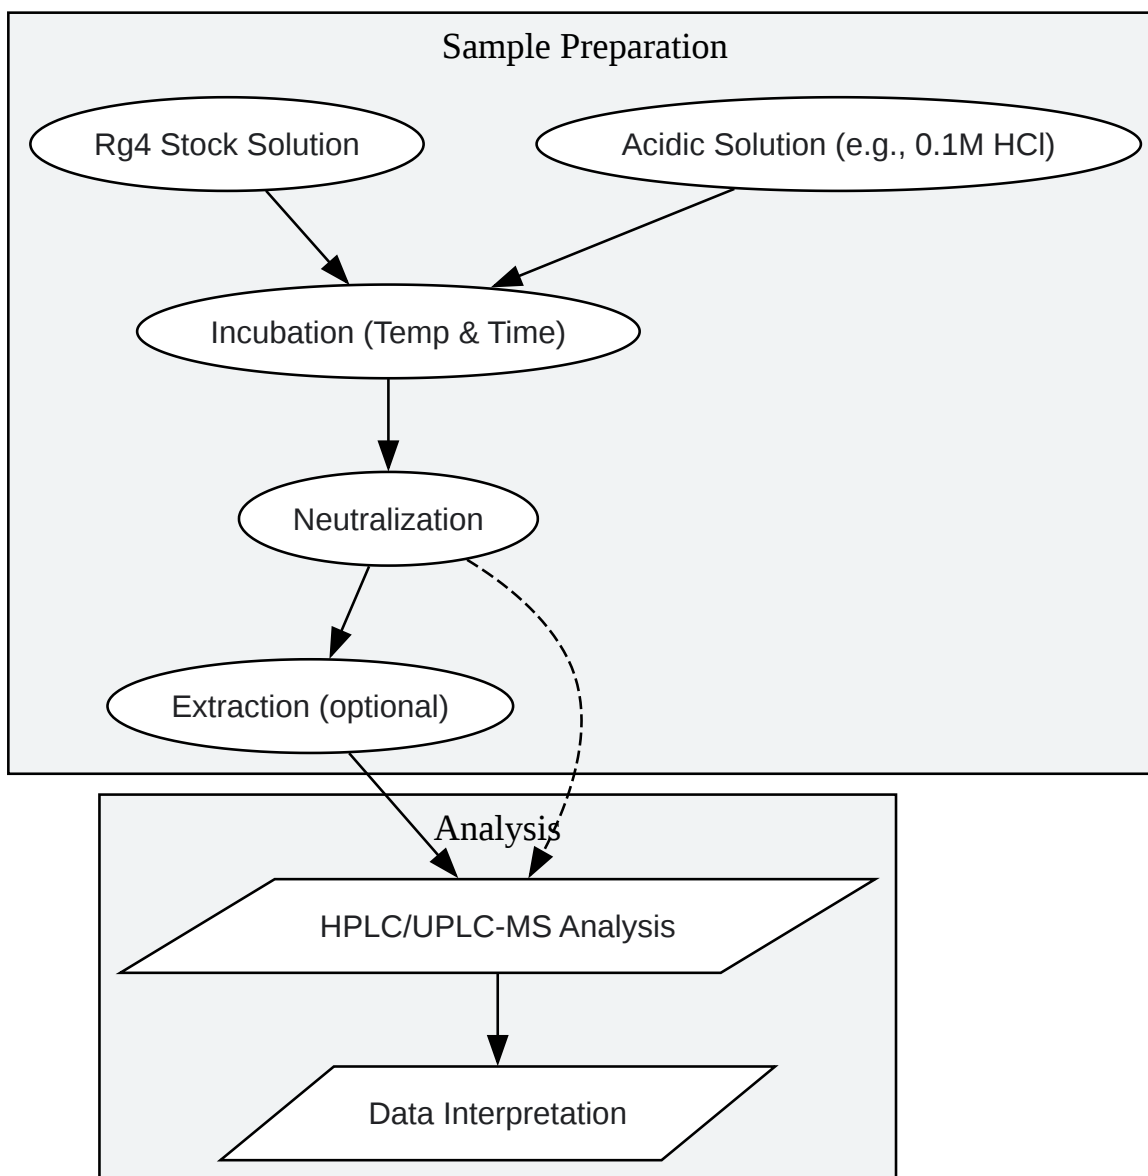 Sample Preparation
Rg4 Stock Solution
Acidic Solution (e.g., 0.1M HCl)
Incubation (Temp & Time)
Neutralization
Extraction (optional)
Analysis
HPLC/UPLC-MS Analysis
Data Interpretation